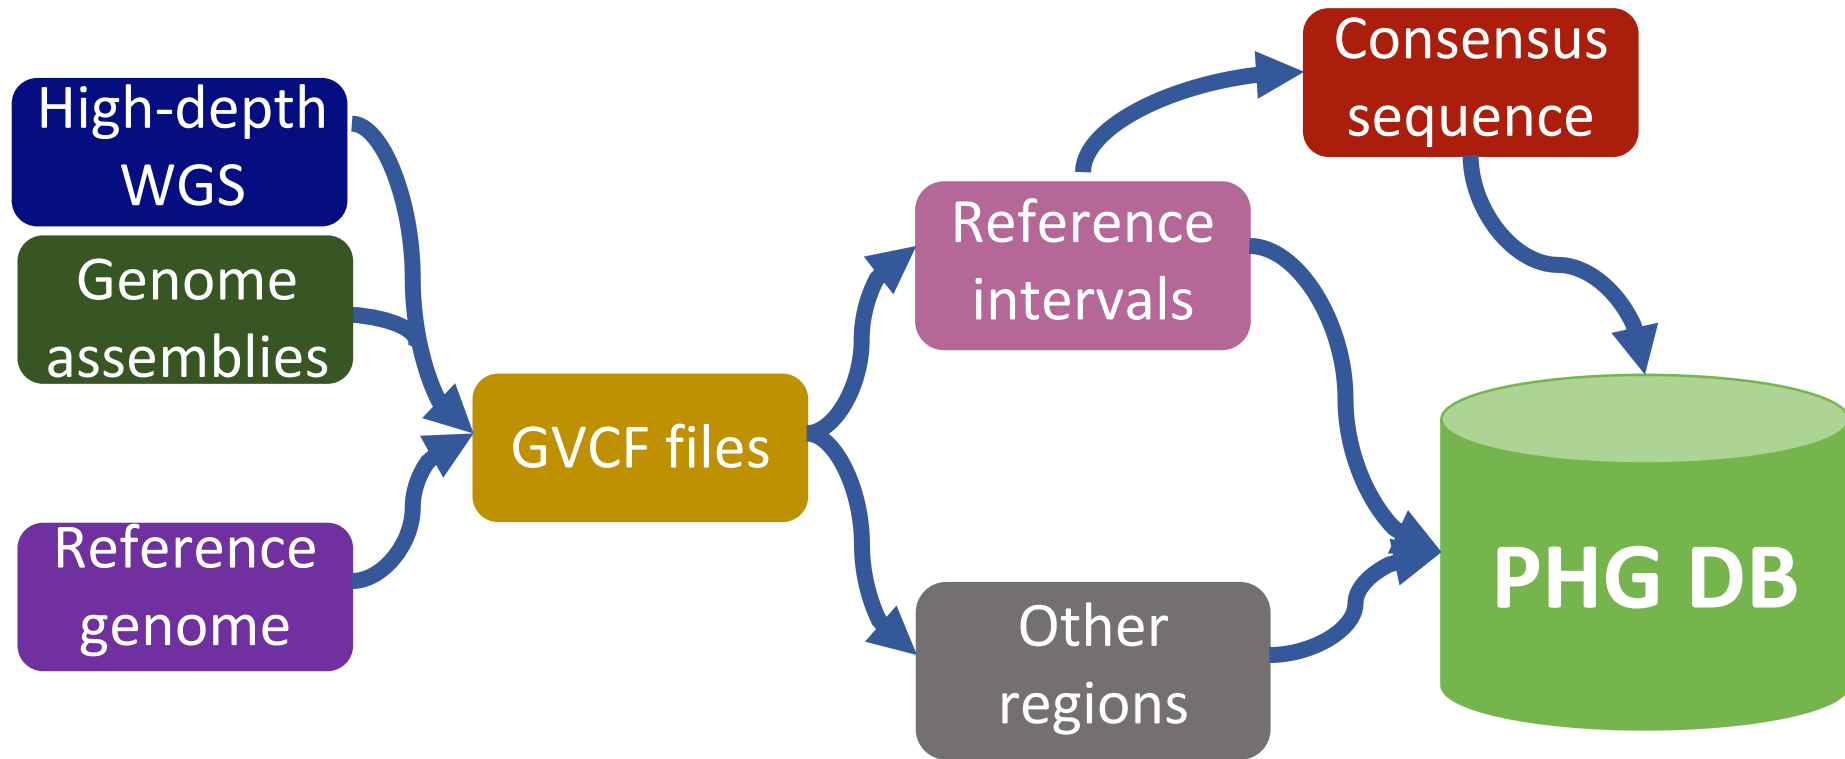 High-depth
WGS
Genome
assemblies
Reference
genome
GVCF files
Reference
intervals
Other
regions
Consensus
sequence
PHG DB